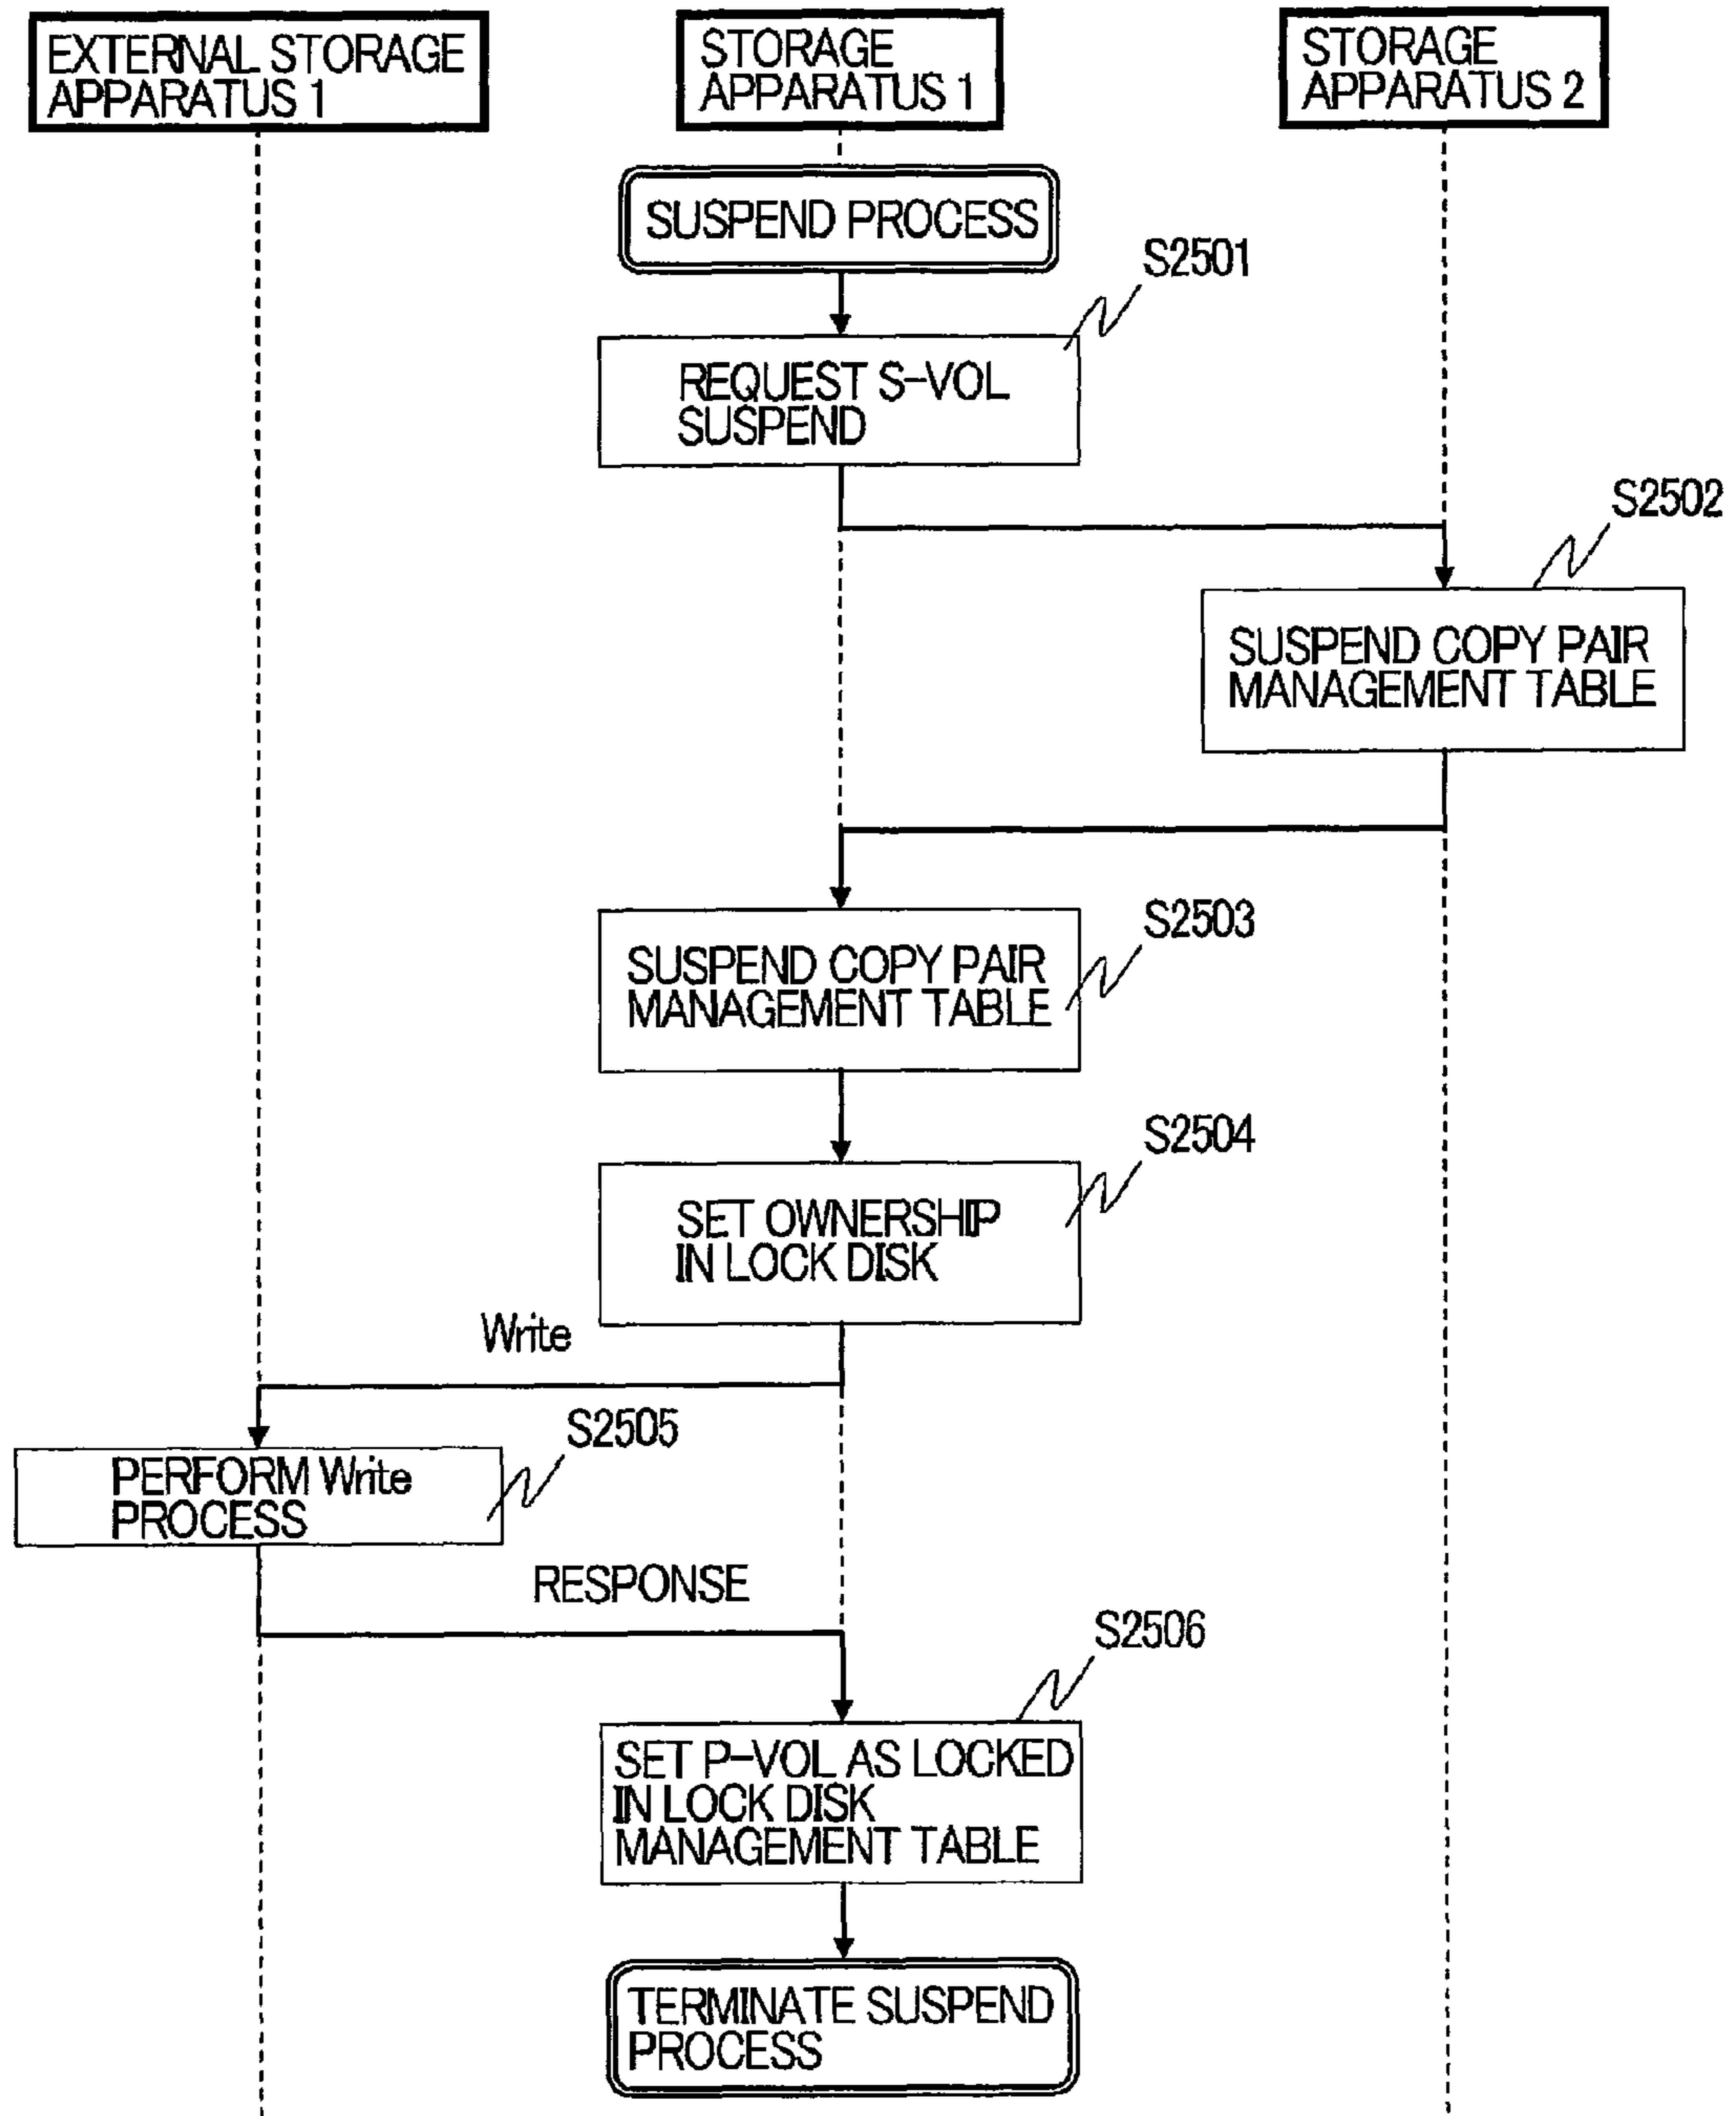 EXTERNAL STORAGE
APPARATUS 1
STORAGE
APPARATUS 1
STORAGE
APPARATUS 2
SUSPEND PROCESS
S2501
REQUEST S-VOL
SUSPEND
S2502
SUSPEND COPY PAIR
MANAGEMENT TABLE
S2503
SUSPEND COPY PAIR
MANAGEMENT TABLE
S2504
SET OWNERSHIP
IN LOCK DISK
Write
S2505
PERFORM Write
PROCESS
RESPONSE
S2506
SET P-VOL AS LOCKED
IN LOCK DISK
MANAGEMENT TABLE
TERMINATE SUSPEND
PROCESS